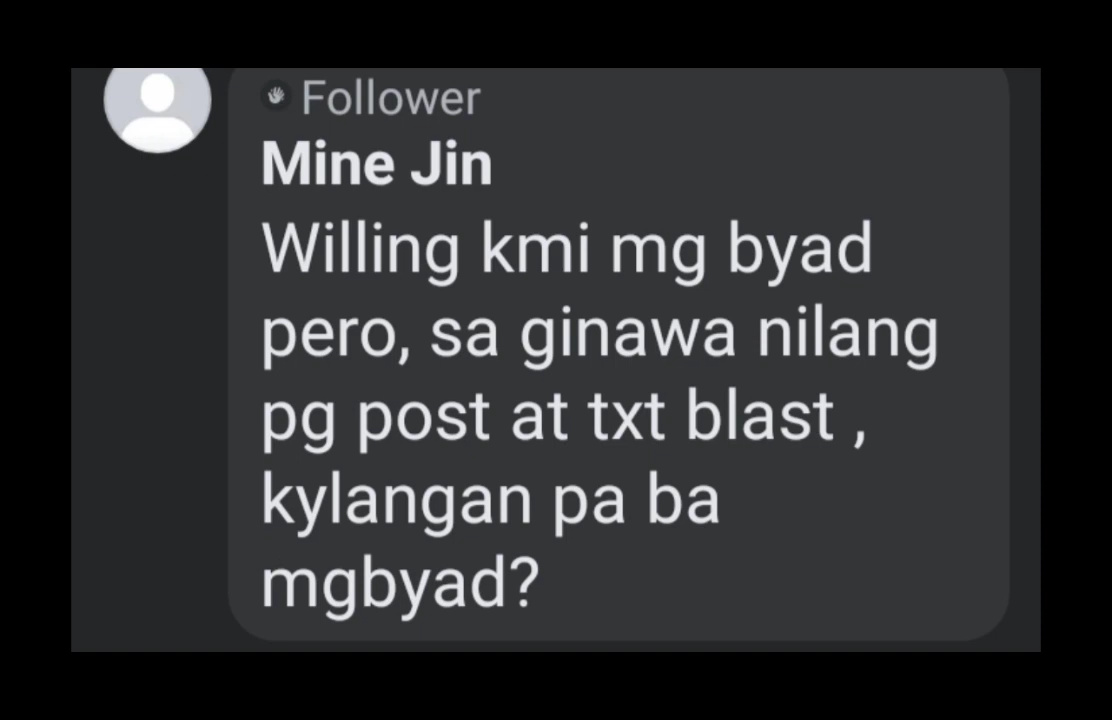 Follower
Mine Jin
Willing kmi mg byad
pero, sa ginawa nilang
pg post at txt blast ,
kylangan pa ba
mgbyad?